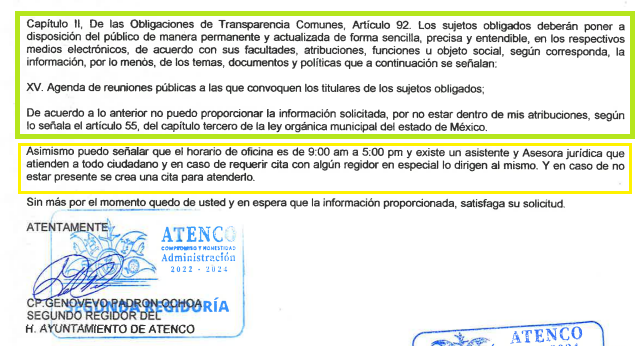 Capítulo II, De las Obligaciones de Transparencia Comunes, Artículo 92. Los sujetos obligados deberán poner a
disposición del público de manera permanente y actualizada de forma sencilla, precisa y entendible, en los respectivos
medios electrónicos, de acuerdo con sus facultades, atribuciones, funciones u objeto social, según corresponda, la
información, por lo menos, de los temas, documentos y políticas que a continuación se señalan:
XV. Agenda de reuniones públicas a las que convoquen los titulares de los sujetos obligados;
De acuerdo a lo anterior no puedo proporcionar la información solicitada, por no estar dentro de mis atribuciones, según
lo señala el artículo 55, del capítulo tercero de la ley orgánica municipal del estado de México.
Asimismo puedo señalar que el horario de oficina es de 9:00 am a 5:00 pm y existe un asistente y Asesora jurídica que
atienden a todo ciudadano y en caso de requerir cita con algún regidor en especial lo dirigen al mismo. Y en caso de no
estar presente se crea una cita para atenderlo.
Sin más por el momento quedo de usted y en espera que la información proporcionada, satisfaga su solicitud.
ATENTAMENTE
ATENCO
COMPROMISO Y HONESTIDAD
Administración
2022 - 2024
SEGUNDA REGIDURÍA
CP.GENOVEVO PADRON OCHOA
SEGUNDO REGIDOR DEL
H. AYUNTAMIENTO DE ATENCO
ATENCO